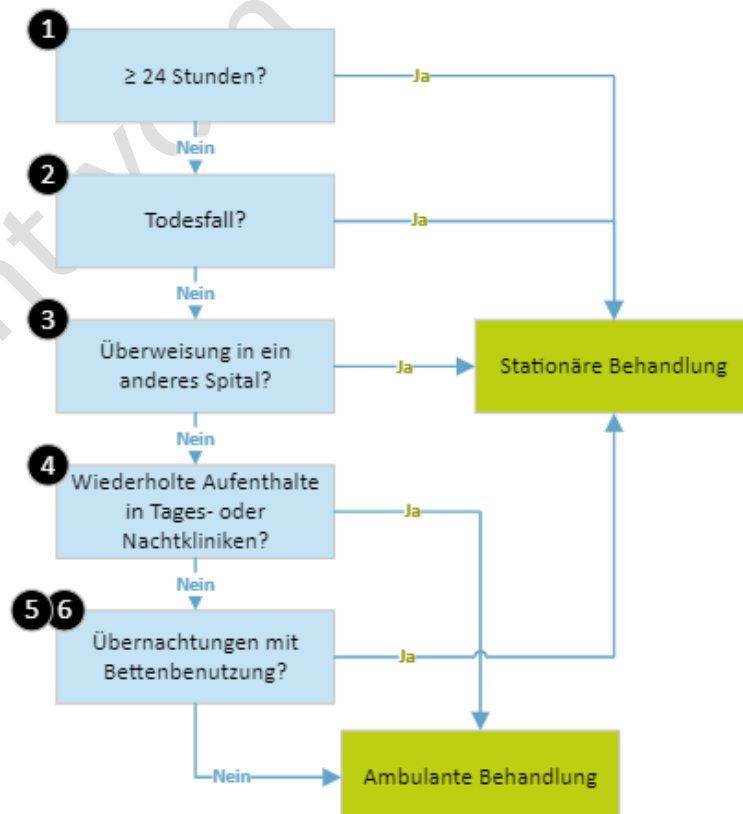 1
≥ 24 Stunden?
Ja
Nein
2
Todesfall?
Ja
Nein
3
Überweisung in ein
anderes Spital?
Ja
Stationäre Behandlung
Nein
4
Wiederholte Aufenthalte
in Tages- oder
Nachtkliniken?
Ja
Nein
5 6
Übernachtungen mit
Bettenbenutzung?
Ja
Nein
Ambulante Behandlung